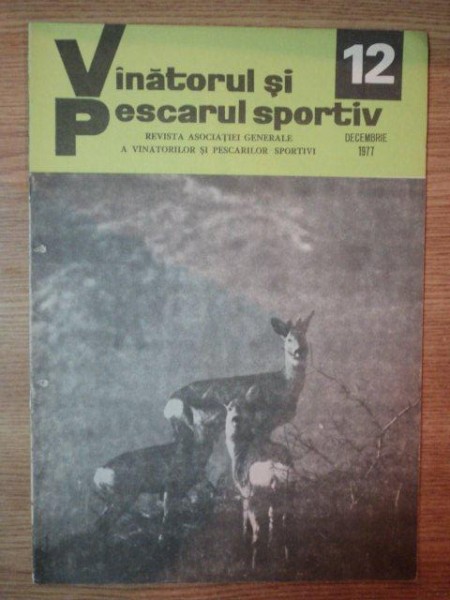 Vînătorul și
Pescarul sportiv
REVISTA ASOCIAȚIEI GENERALE
A VINATORILOR ȘI PESCARILOR SPORTIVI
12
DECEMBRIE
1977